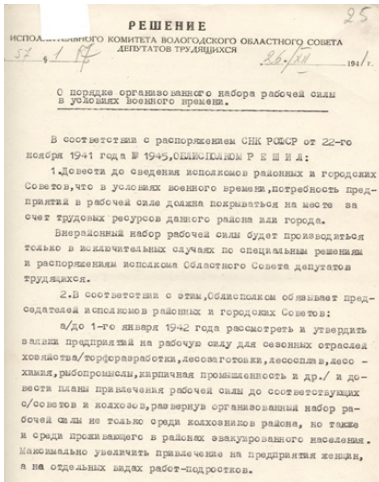 25
РЕШЕНИЕ
ИСПОЛНИТЕЛЬНОГО КОМИТЕТА ВОЛОГОДСКОГО ОБЛАСТНОГО СОВЕТА
ДЕПУТАТОВ ТРУДЯЩИХСЯ
26/XII 1941 г.
О порядке организованного набора рабочей силы
в условиях военного времени.
В соответствии с распоряжением СНК РСФСР от 22-го
ноября 1941 года № 1945, ОБЛИСПОЛКОМ Р Е Ш И Л :
1.Довести до сведения исполкомов районных и городских
Советов,что в условиях военного времени,потребность пред-
приятий в рабочей силе должна покрываться на месте за
счет трудовых ресурсов данного района или города.
Внерайонный набор рабочей силы будет производиться
только в исключительных случаях по специальным решениям
и распоряжениям исполкома Областного Совета депутатов
трудящихся.
2.В соответствии с этим,Облисполком обязывает пред-
седателей исполкомов районных и городских Советов:
а/до 1-го января 1942 года рассмотреть и утвердить
заявки предприятий на рабочую силу для сезонных отраслей
хозяйства/торфоразработки,лесозаготовки,лесосплав,лесо-
химия,рыбопромыслы,кирпичная промышленность и др./ и до-
вести планы привлечения рабочей силы до соответствующих
с/советов и колхозов,развернув организованный набор ра-
бочей силы не только среди колхозников района, но также
и среди проживающего в районах эвакуированного населения.
Максимально увеличить привлечение на предприятия женщин,
а на отдельных видах работ-подростков.